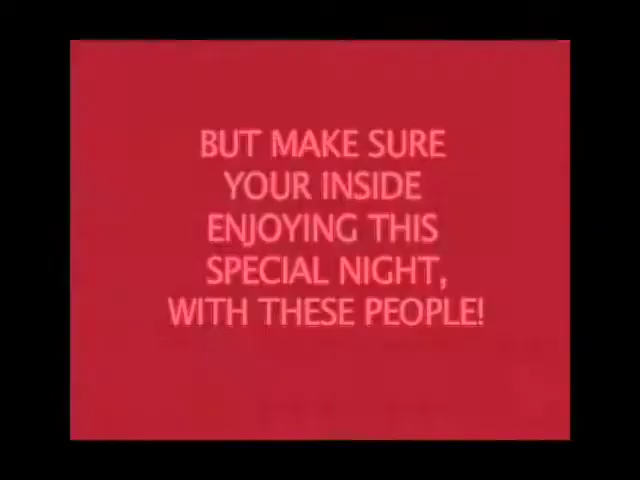 BUT MAKE SURE
YOUR INSIDE
ENJOYING THIS
SPECIAL NIGHT,
WITH THESE PEOPLE!